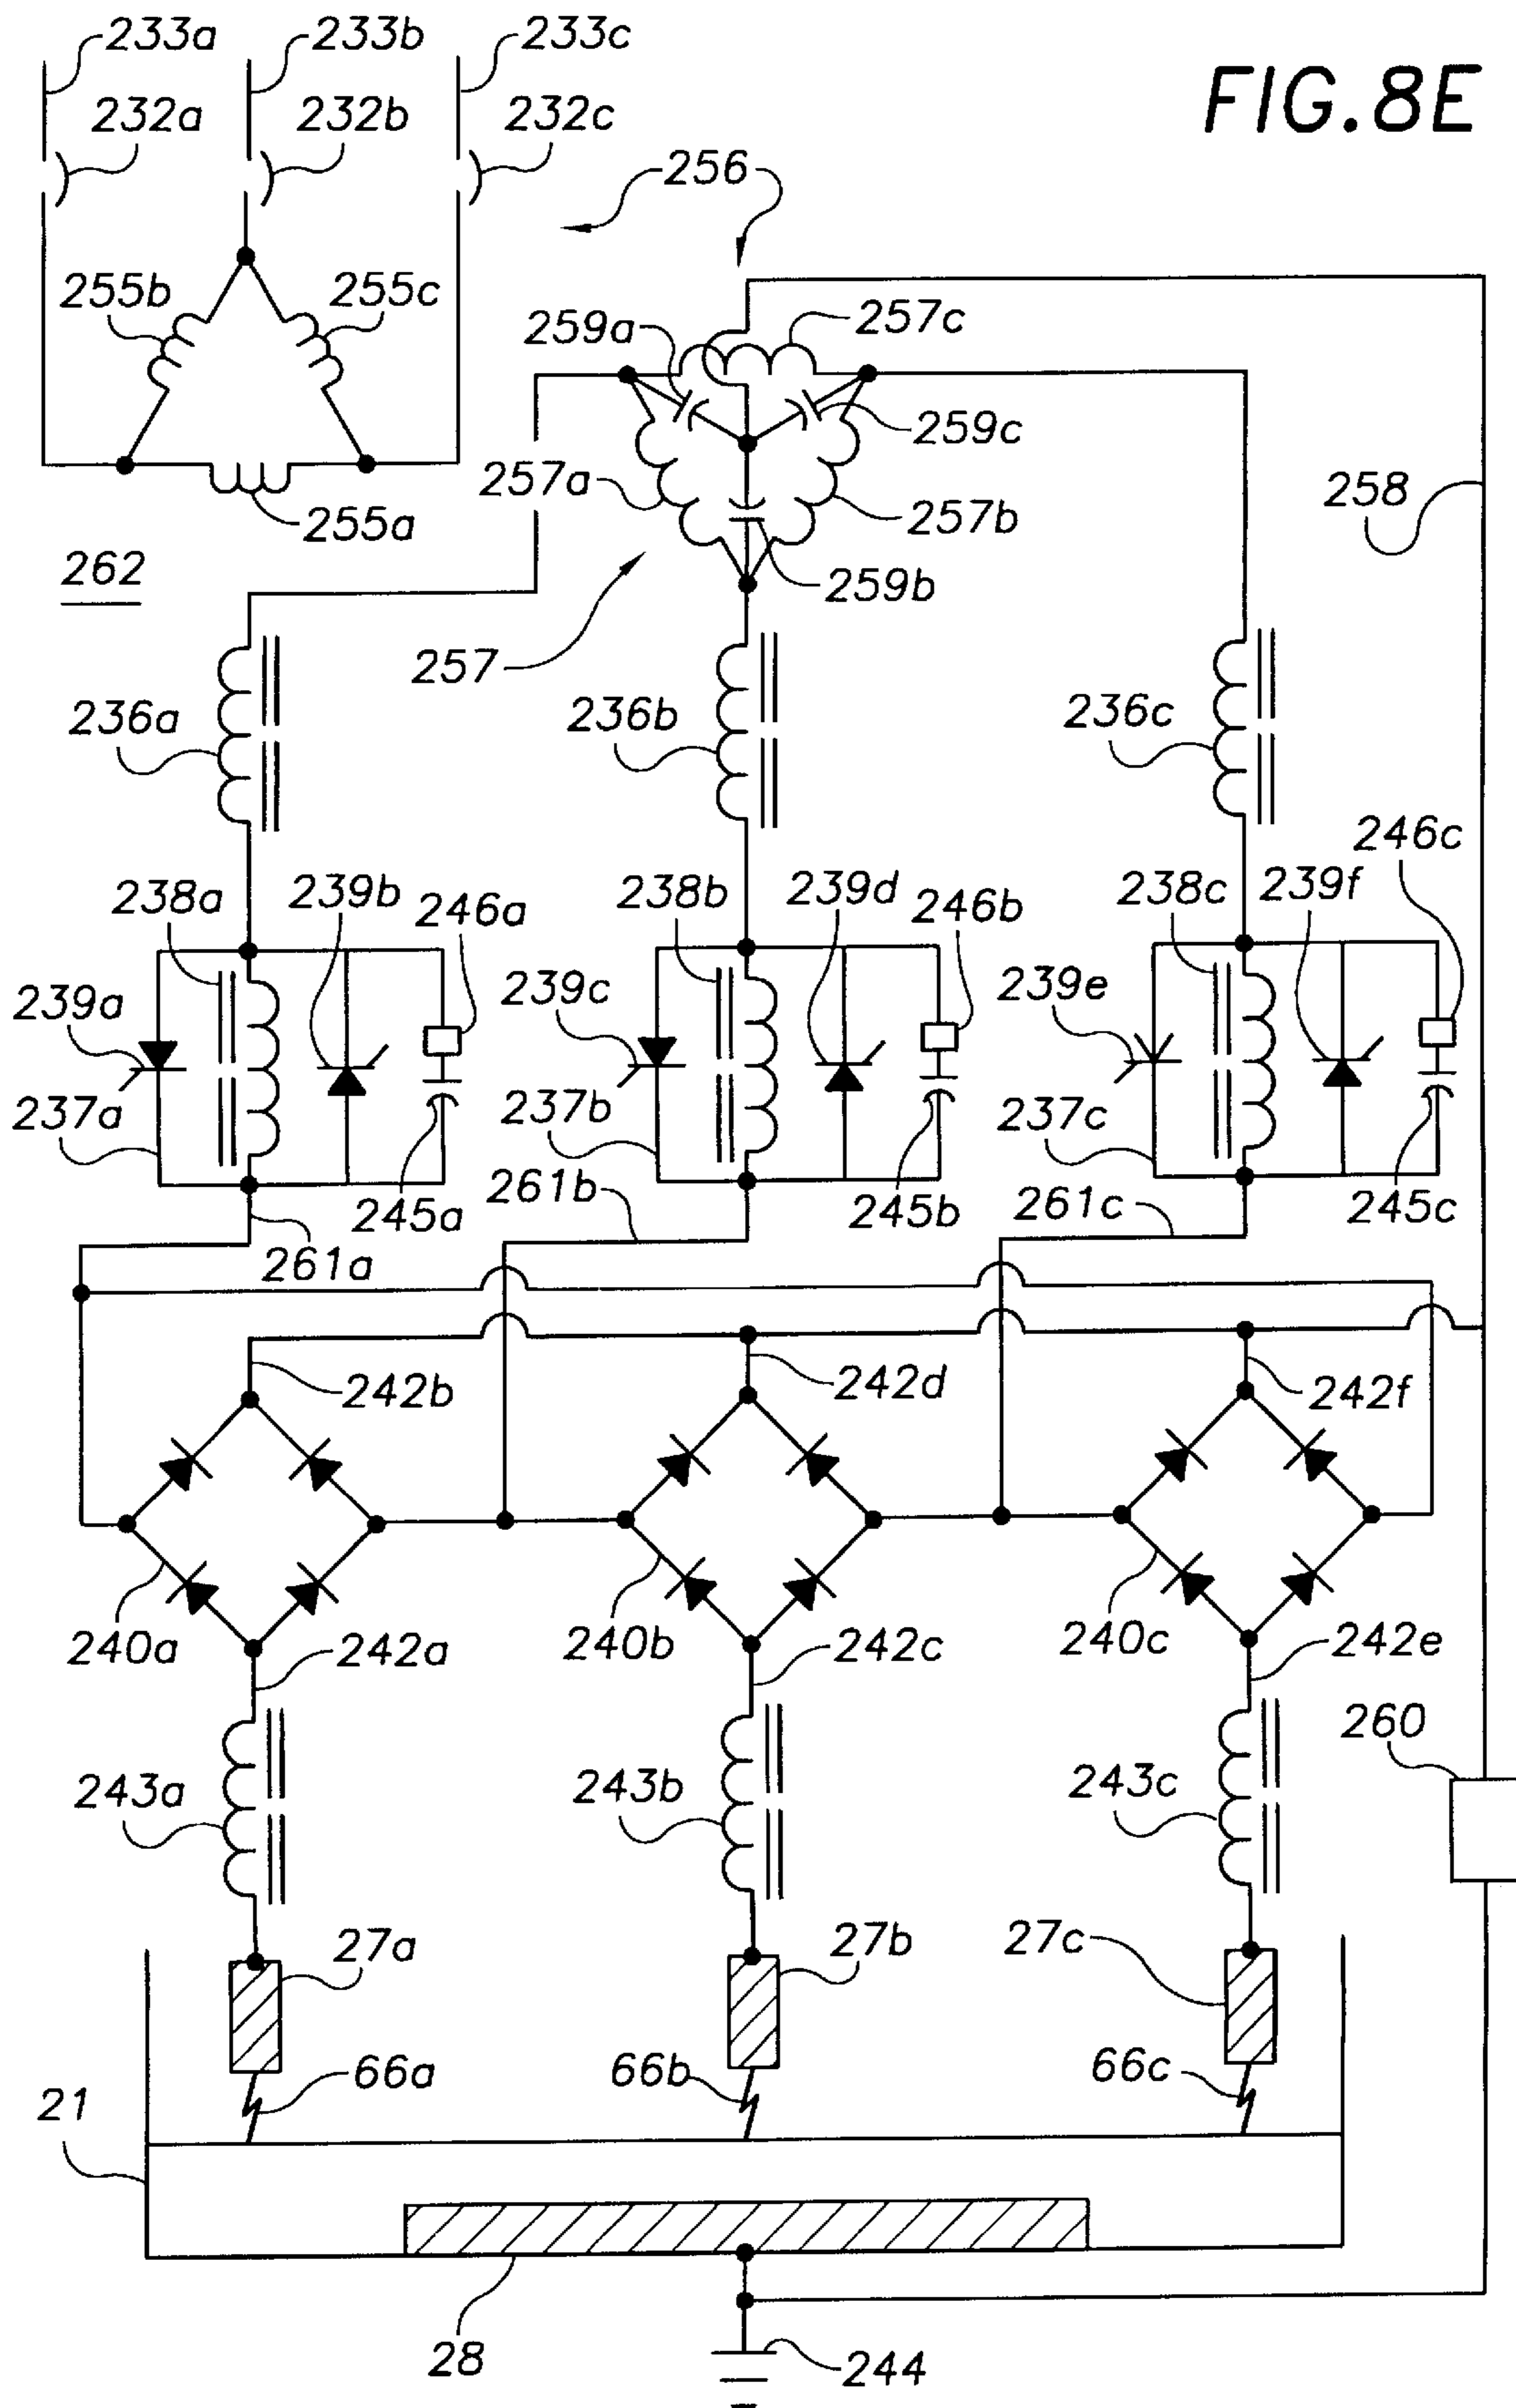 233a 233b 233c
FIG.8E
232a 232b 232c
256
255b 255c
259a 257c
259c
257a 257b
258
255a
262
259b
257
236a 236b 236c
246c
238a 239b 246a 238b 239d 246b 238c 239f
239a 239c 239e
237a 237b 237c
261b 261c
245a 245b 245c
261a
242b 242d 242f
240a 242a 240b 242c 240c 242e
260
243a 243b 243c
27a 27b 27c
66a 66b 66c
21
28 244